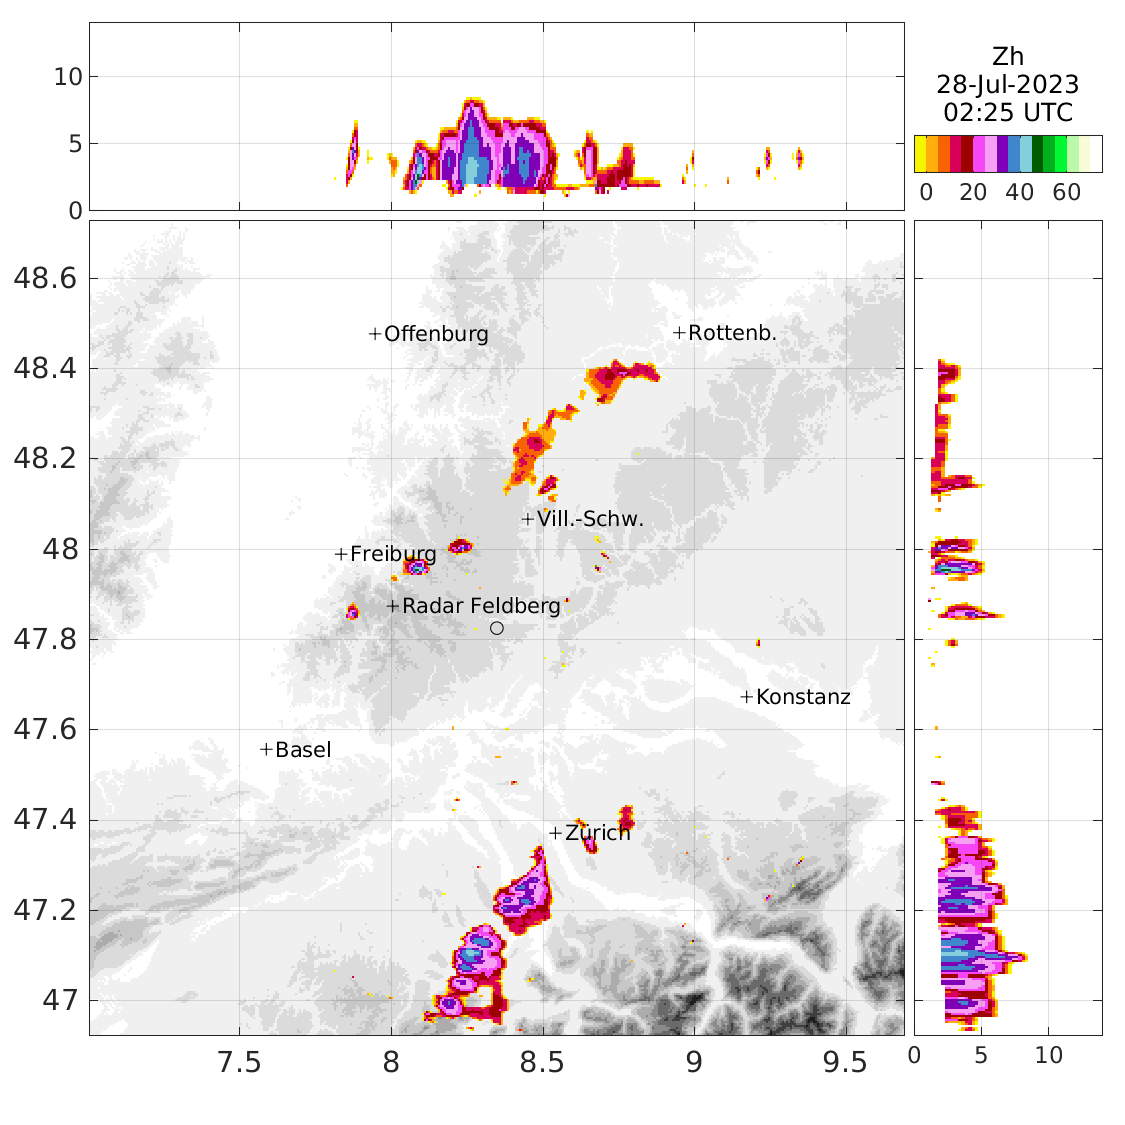 10
5
0
Zh
28-Jul-2023
02:25 UTC
0 20 40 60
48.6
48.4
48.2
48
47.8
47.6
47.4
47.2
47
+Offenburg
+Rottenb.
+Vill.-Schw.
+Freiburg
+Radar Feldberg
+Konstanz
+Basel
+Zürich
7.5 8 8.5 9 9.5
0 5 10